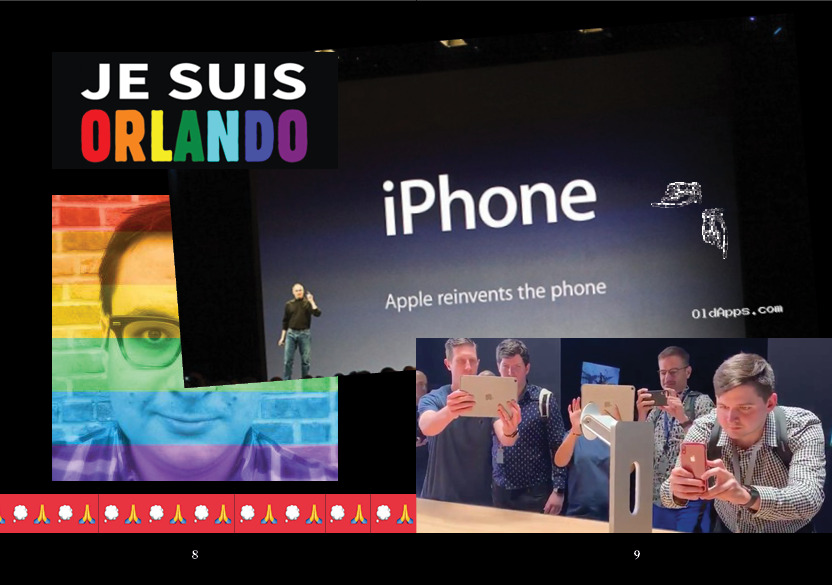 JE SUIS
ORLANDO
iPhone
Apple reinvents the phone
OldApps.com
8
9